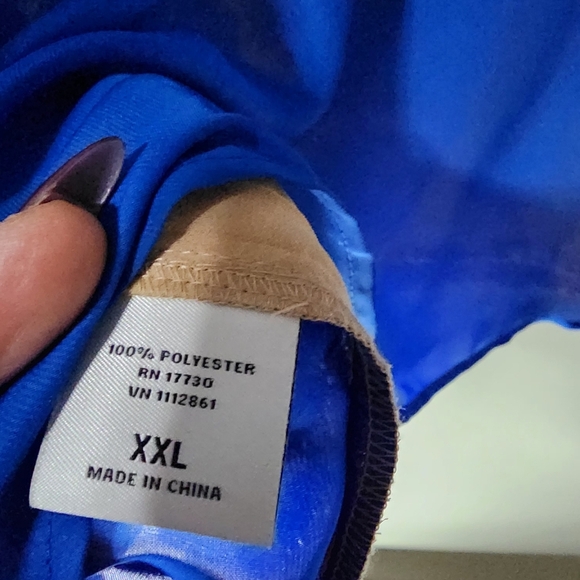 100% POLYESTER
RN 17730
VN 1112861
XXL
MADE IN CHINA